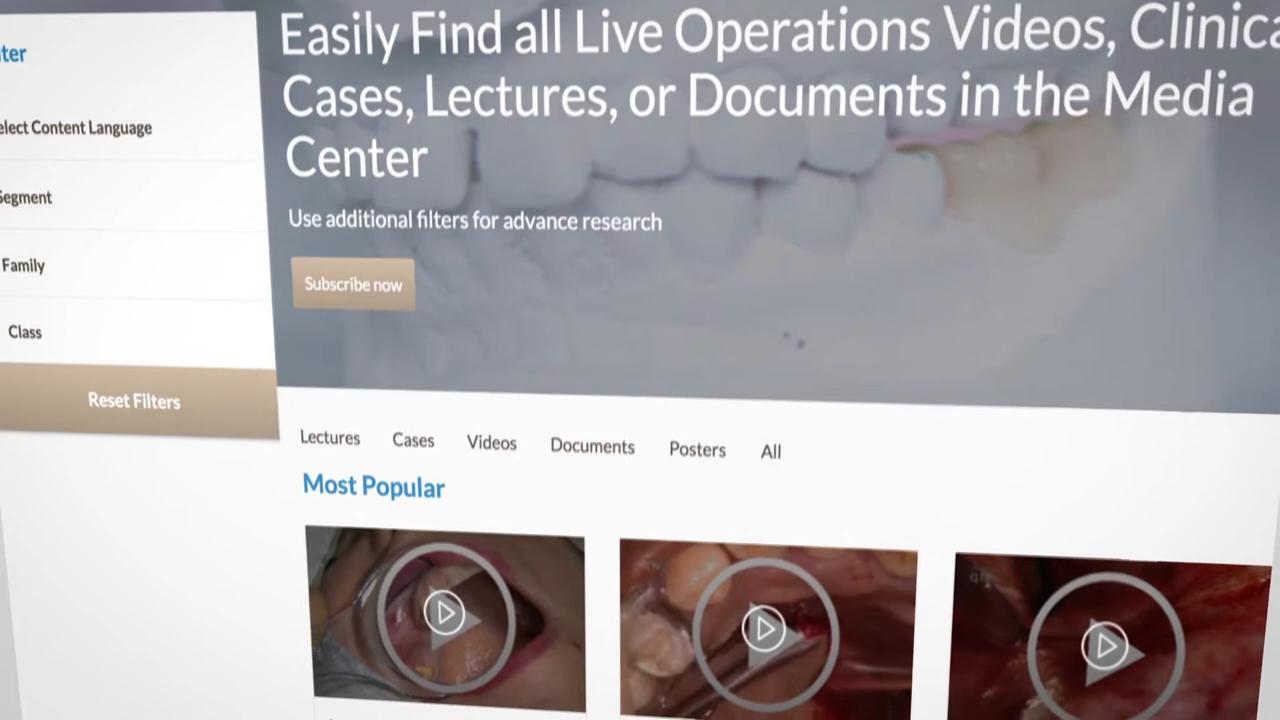 ter
elect Content Language
Segment
Family
Class
Reset Filters
Easily Find all Live Operations Videos, Clinica
Cases, Lectures, or Documents in the Media
Center
Use additional filters for advance research
Subscribe now
Lectures Cases Videos Documents Posters All
Most Popular